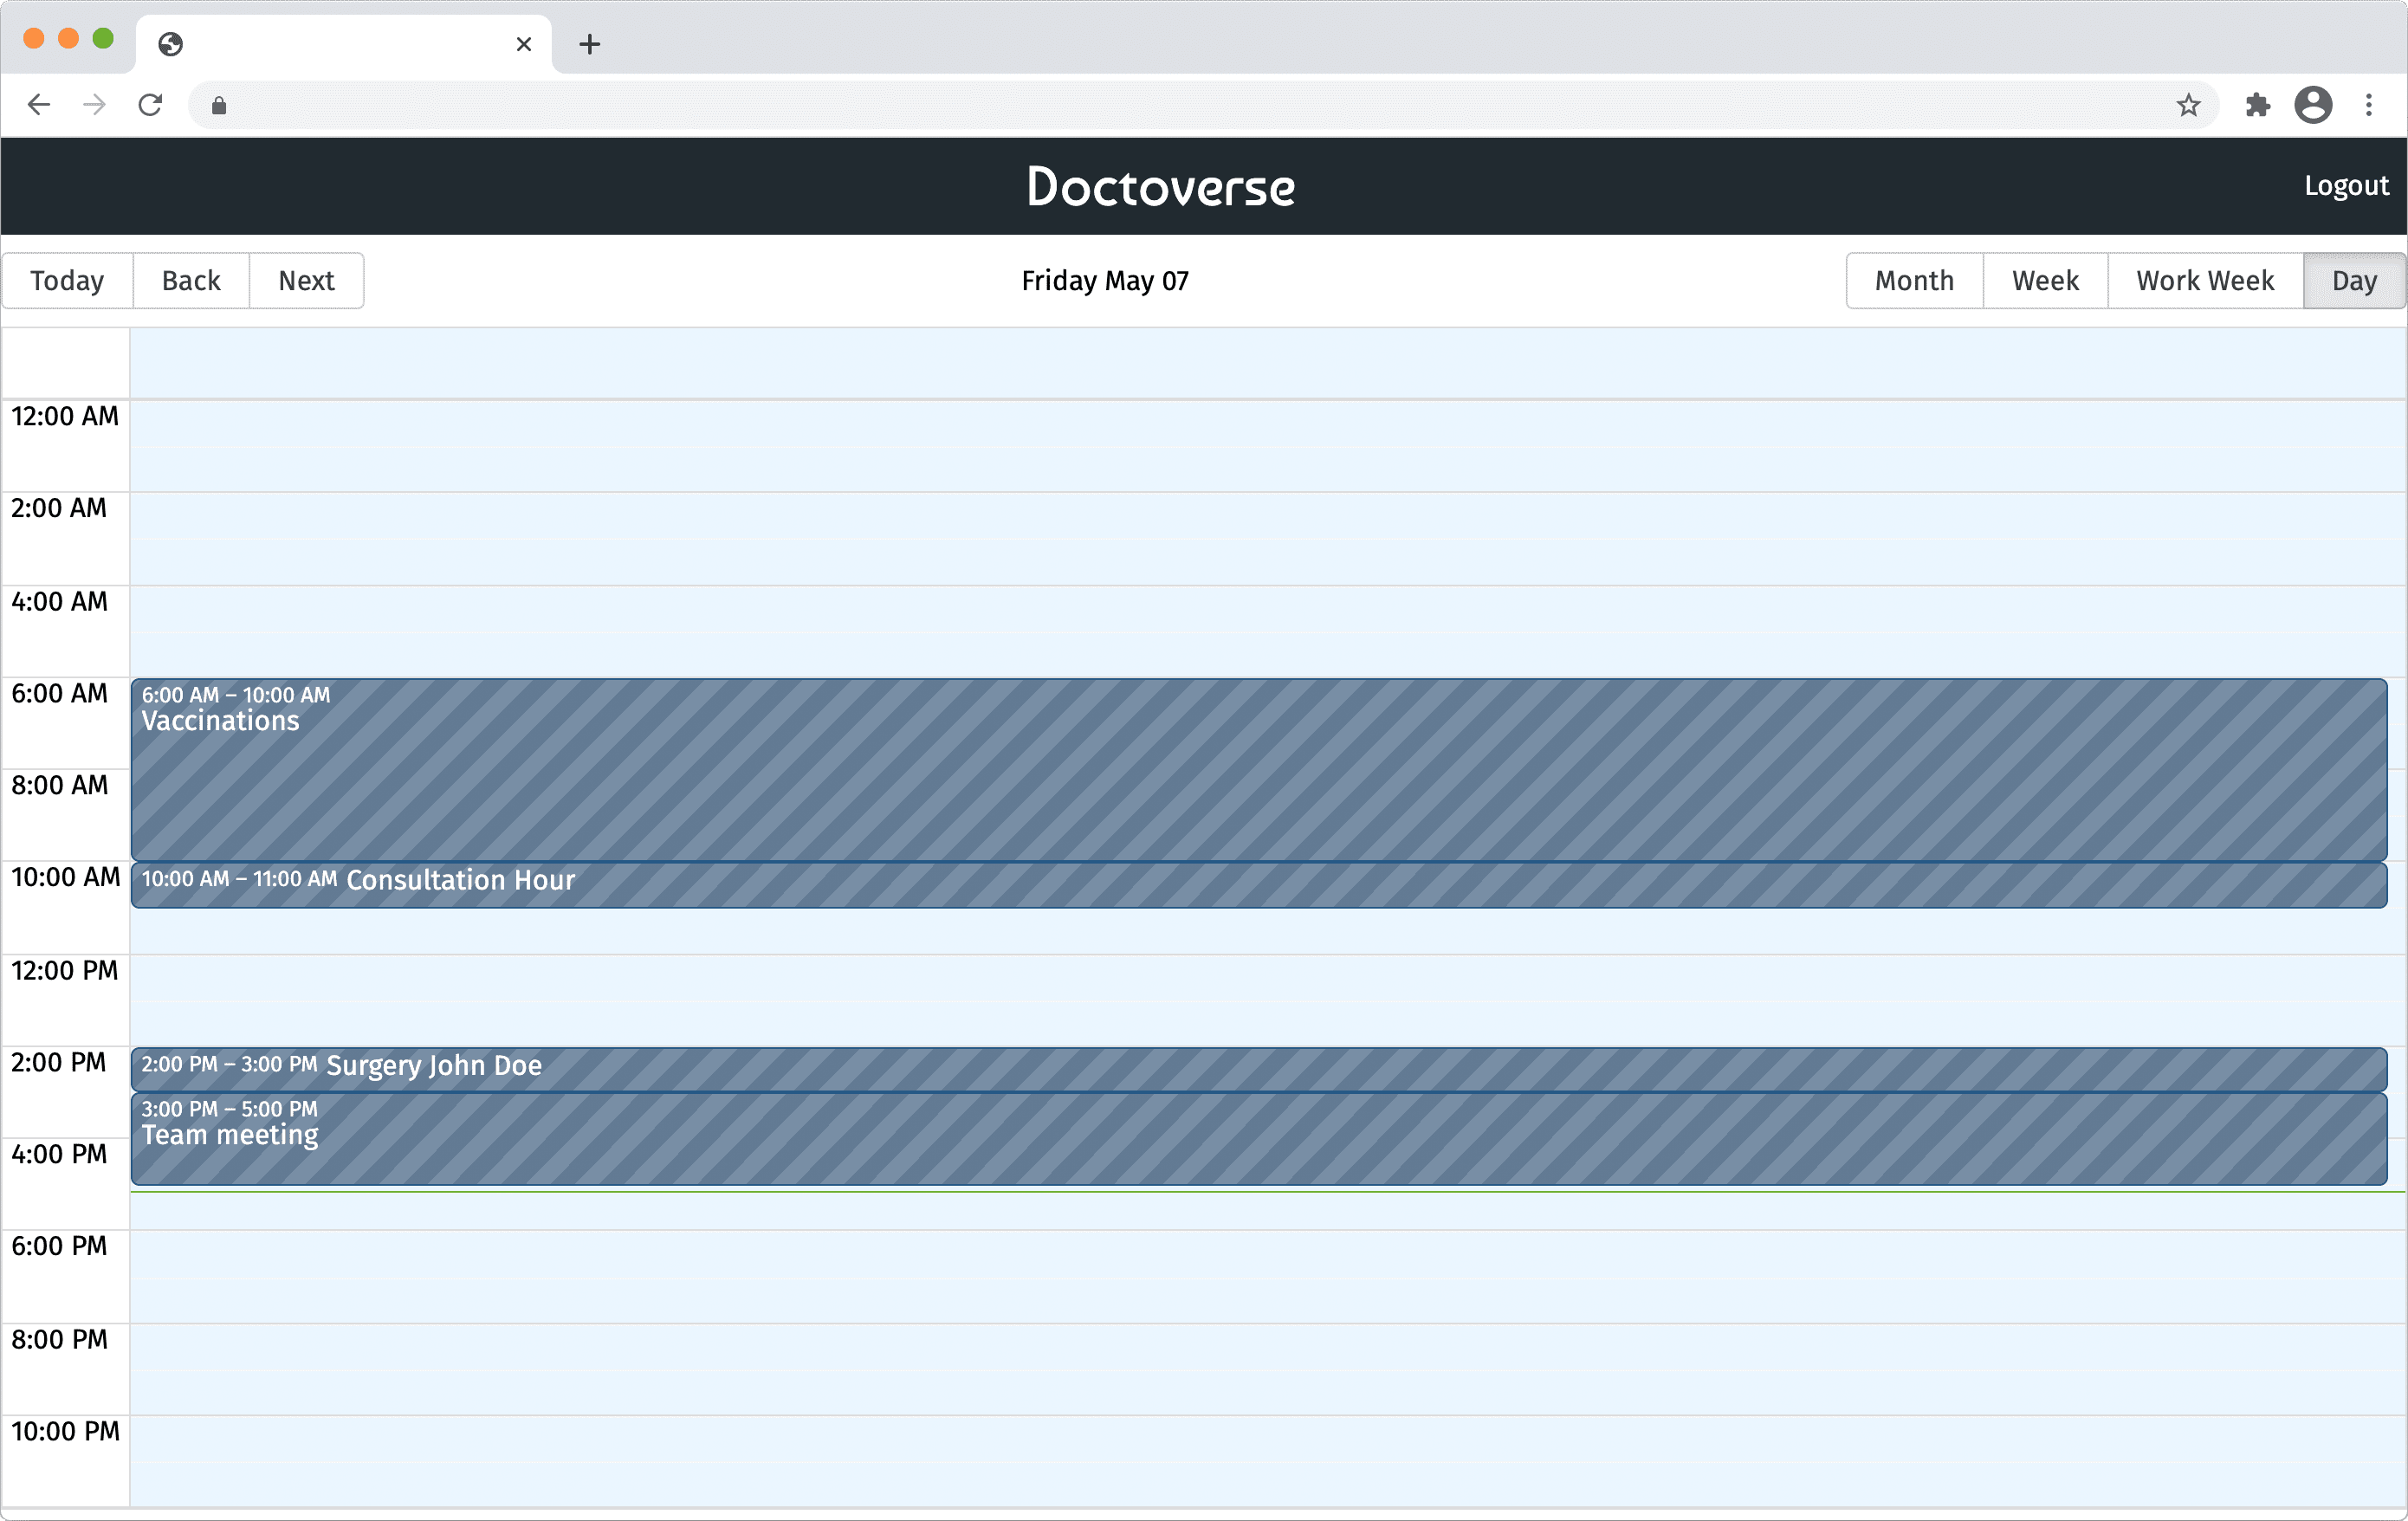 Doctoverse
Logout
Today Back Next
Friday May 07
Month Week Work Week Day
12:00 AM
2:00 AM
4:00 AM
6:00 AM
6:00 AM – 10:00 AM
Vaccinations
8:00 AM
10:00 AM
10:00 AM – 11:00 AM Consultation Hour
12:00 PM
2:00 PM
2:00 PM – 3:00 PM Surgery John Doe
3:00 PM – 5:00 PM
Team meeting
4:00 PM
6:00 PM
8:00 PM
10:00 PM